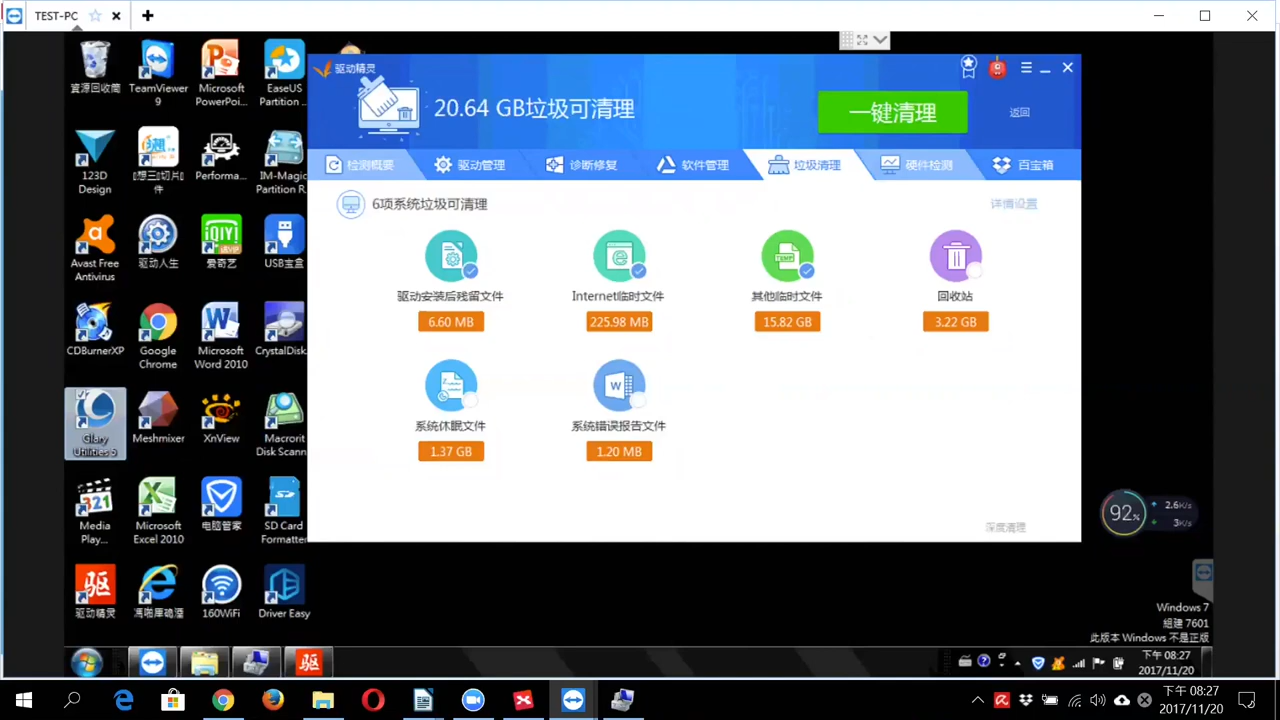 TEST-PC
驱动精灵
20.64 GB垃圾可清理
一键清理
返回
检测概要
驱动管理
诊断修复
软件管理
垃圾清理
硬件检测
百宝箱
6项系统垃圾可清理
详情设置
驱动安装后残留文件
Internet临时文件
其他临时文件
回收站
6.60 MB
225.98 MB
15.82 GB
3.22 GB
系统休眠文件
系统错误报告文件
1.37 GB
1.20 MB
深度清理
資源回收筒
TeamViewer 9
Microsoft PowerPoi...
EaseUS Partition ...
123D Design
Performa...
IM-Magic Partition R...
Avast Free Antivirus
驱动人生
爱奇艺
USB宝盒
CDBurnerXP
Google Chrome
Microsoft Word 2010
CrystalDisk
Glary Utilities 5
Meshmixer
XnView
Macrorit Disk Scann
Media Play...
Microsoft Excel 2010
电脑管家
SD Card Formatter
驱动精灵
160WiFi
Driver Easy
92%
2.6K/s
3K/s
Windows 7
組建 7601
此版本 Windows 不是正版
下午 08:27
2017/11/20
下午 08:27
2017/11/20